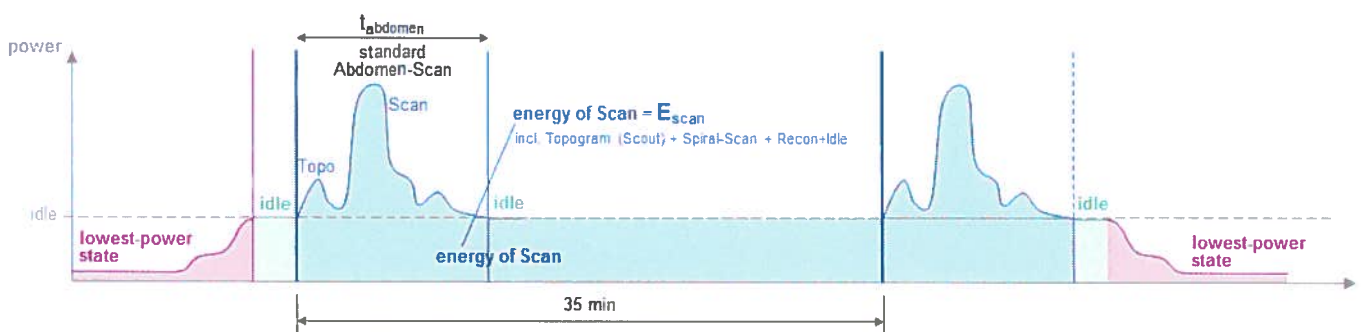 t abdomen
power
standard
Abdomen-Scan
Scan
energy of Scan = E scan
incl. Topogram (Scout) + Spiral-Scan + Recon+Idle
Topo
idle
idle
idle
idle
lowest-power
state
energy of Scan
lowest-power
state
35 min